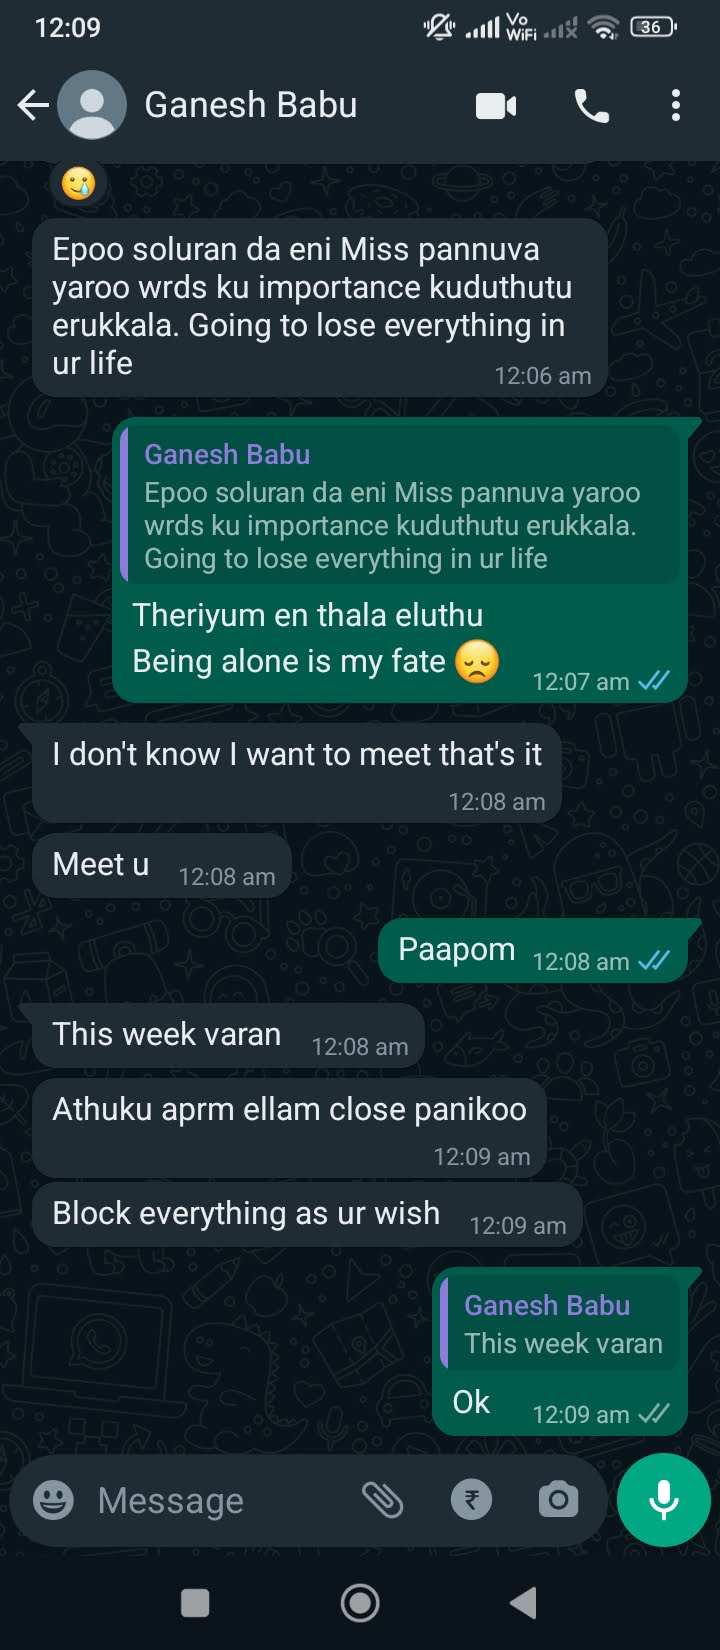 12:09
Vo
WiFi
36
Ganesh Babu
Epoo soluran da eni Miss pannuva
yaroo wrds ku importance kuduthutu
erukkala. Going to lose everything in
ur life
12:06 am
Ganesh Babu
Epoo soluran da eni Miss pannuva yaroo
wrds ku importance kuduthutu erukkala.
Going to lose everything in ur life
Theriyum en thala eluthu
Being alone is my fate 😞
12:07 am
I don't know I want to meet that's it
12:08 am
Meet u 12:08 am
Paapom 12:08 am
This week varan 12:08 am
Athuku aprm ellam close panikoo
12:09 am
Block everything as ur wish 12:09 am
Ganesh Babu
This week varan
Ok 12:09 am
Message
₹